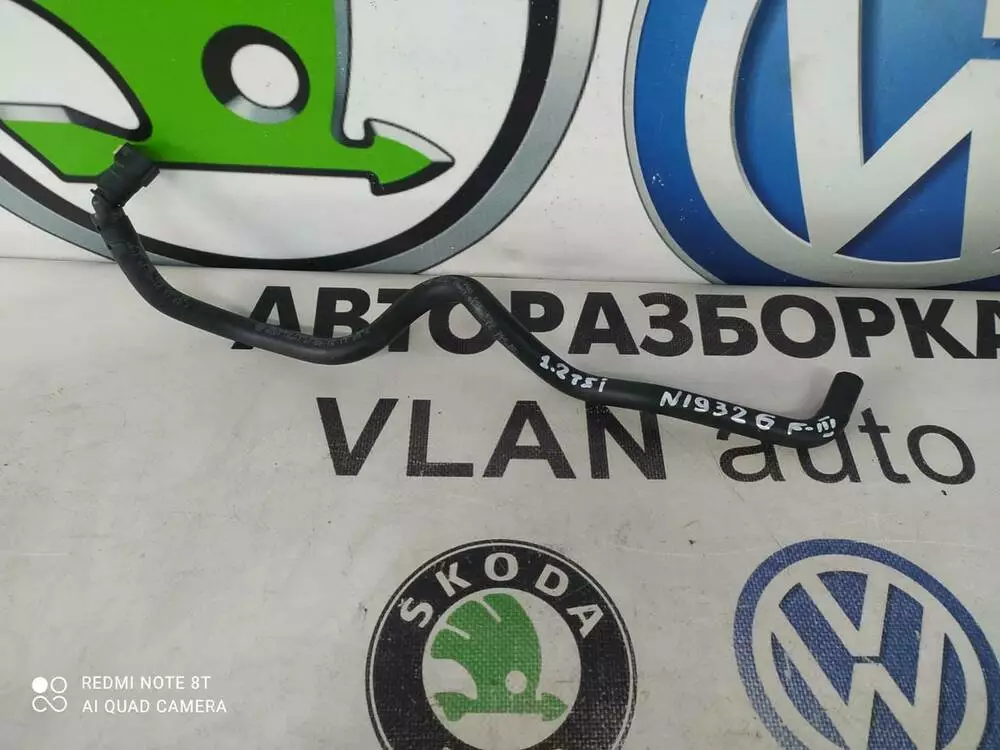 АВТОРАЗБОРКА
VLAN auto
1.2TSi
N19326 F-III
ŠKODA
REDMI NOTE 8T
AI QUAD CAMERA